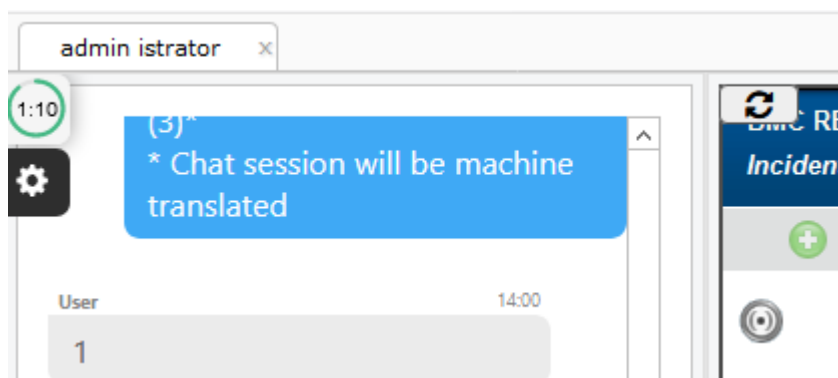 admin istrator ×
1:10
(3)*
* Chat session will be machine
translated
User 14:00
1
Inciden